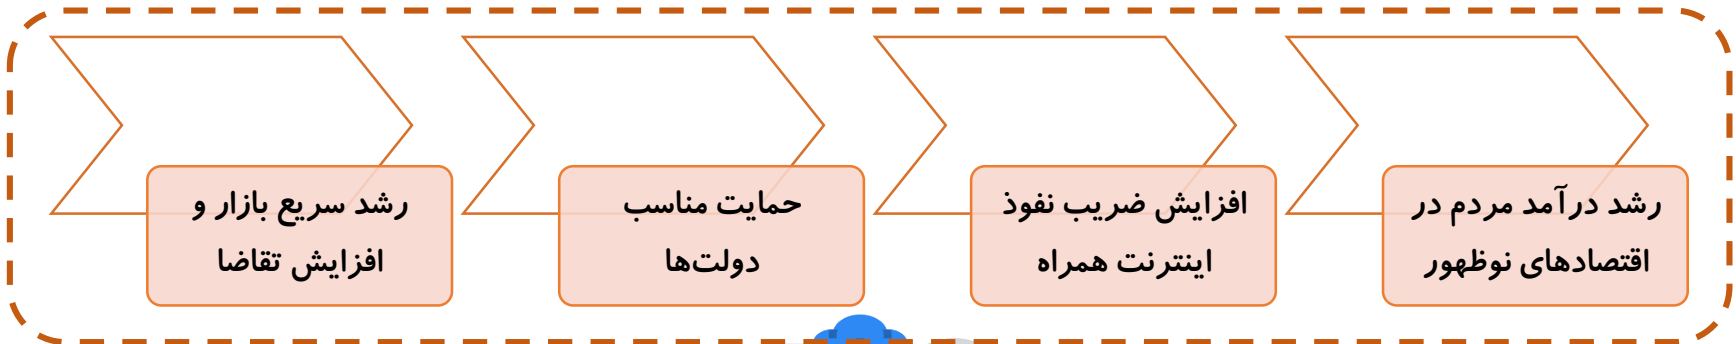 رشد درآمد مردم در
اقتصادهای نوظهور
افزایش ضریب نفوذ
اینترنت همراه
حمایت مناسب
دولت‌ها
رشد سریع بازار و
افزایش تقاضا